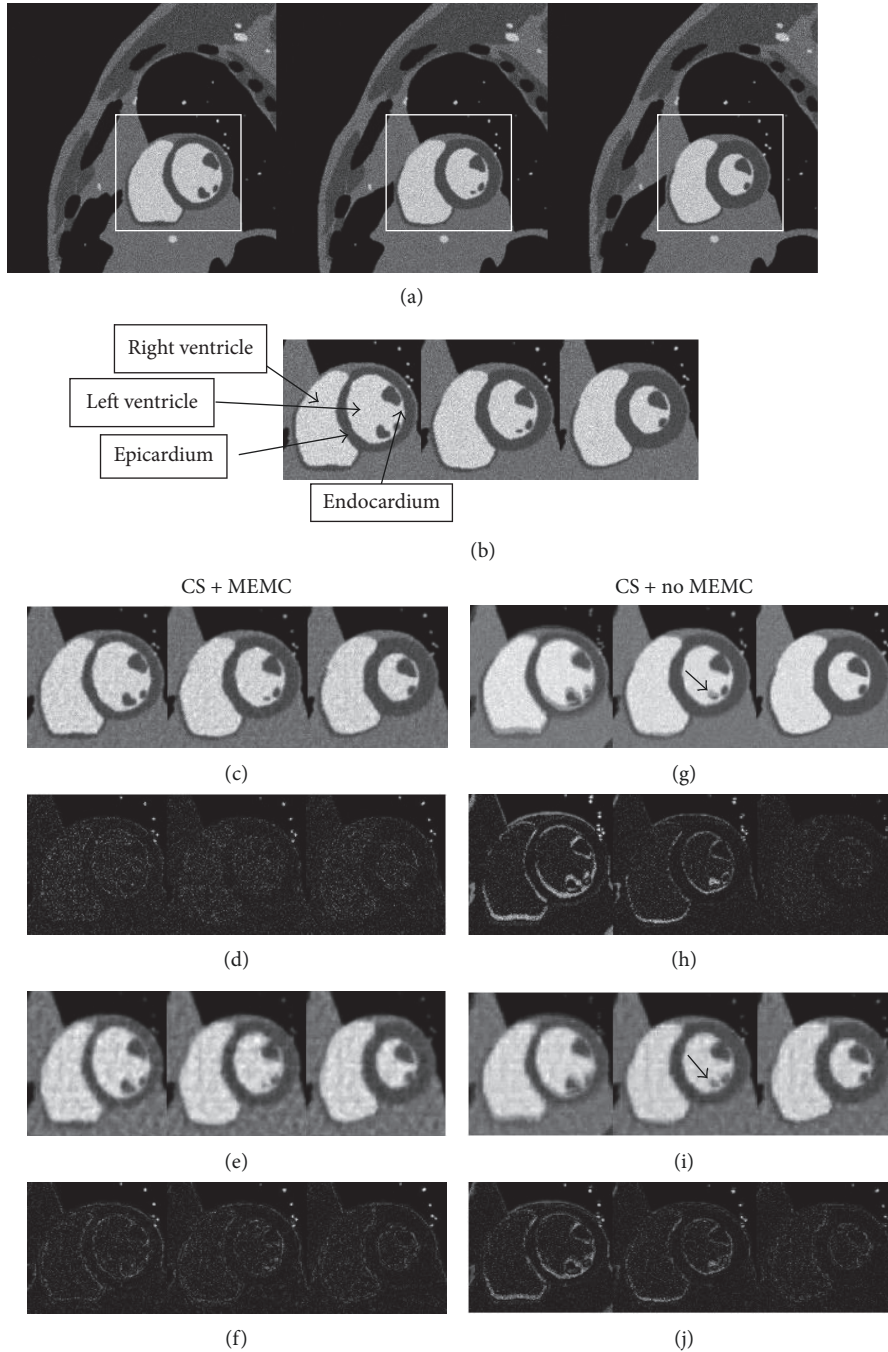 (a)
Right ventricle
Left ventricle
Epicardium
Endocardium
(b)
CS + MEMC
CS + no MEMC
(c)
(g)
(d)
(h)
(e)
(i)
(f)
(j)